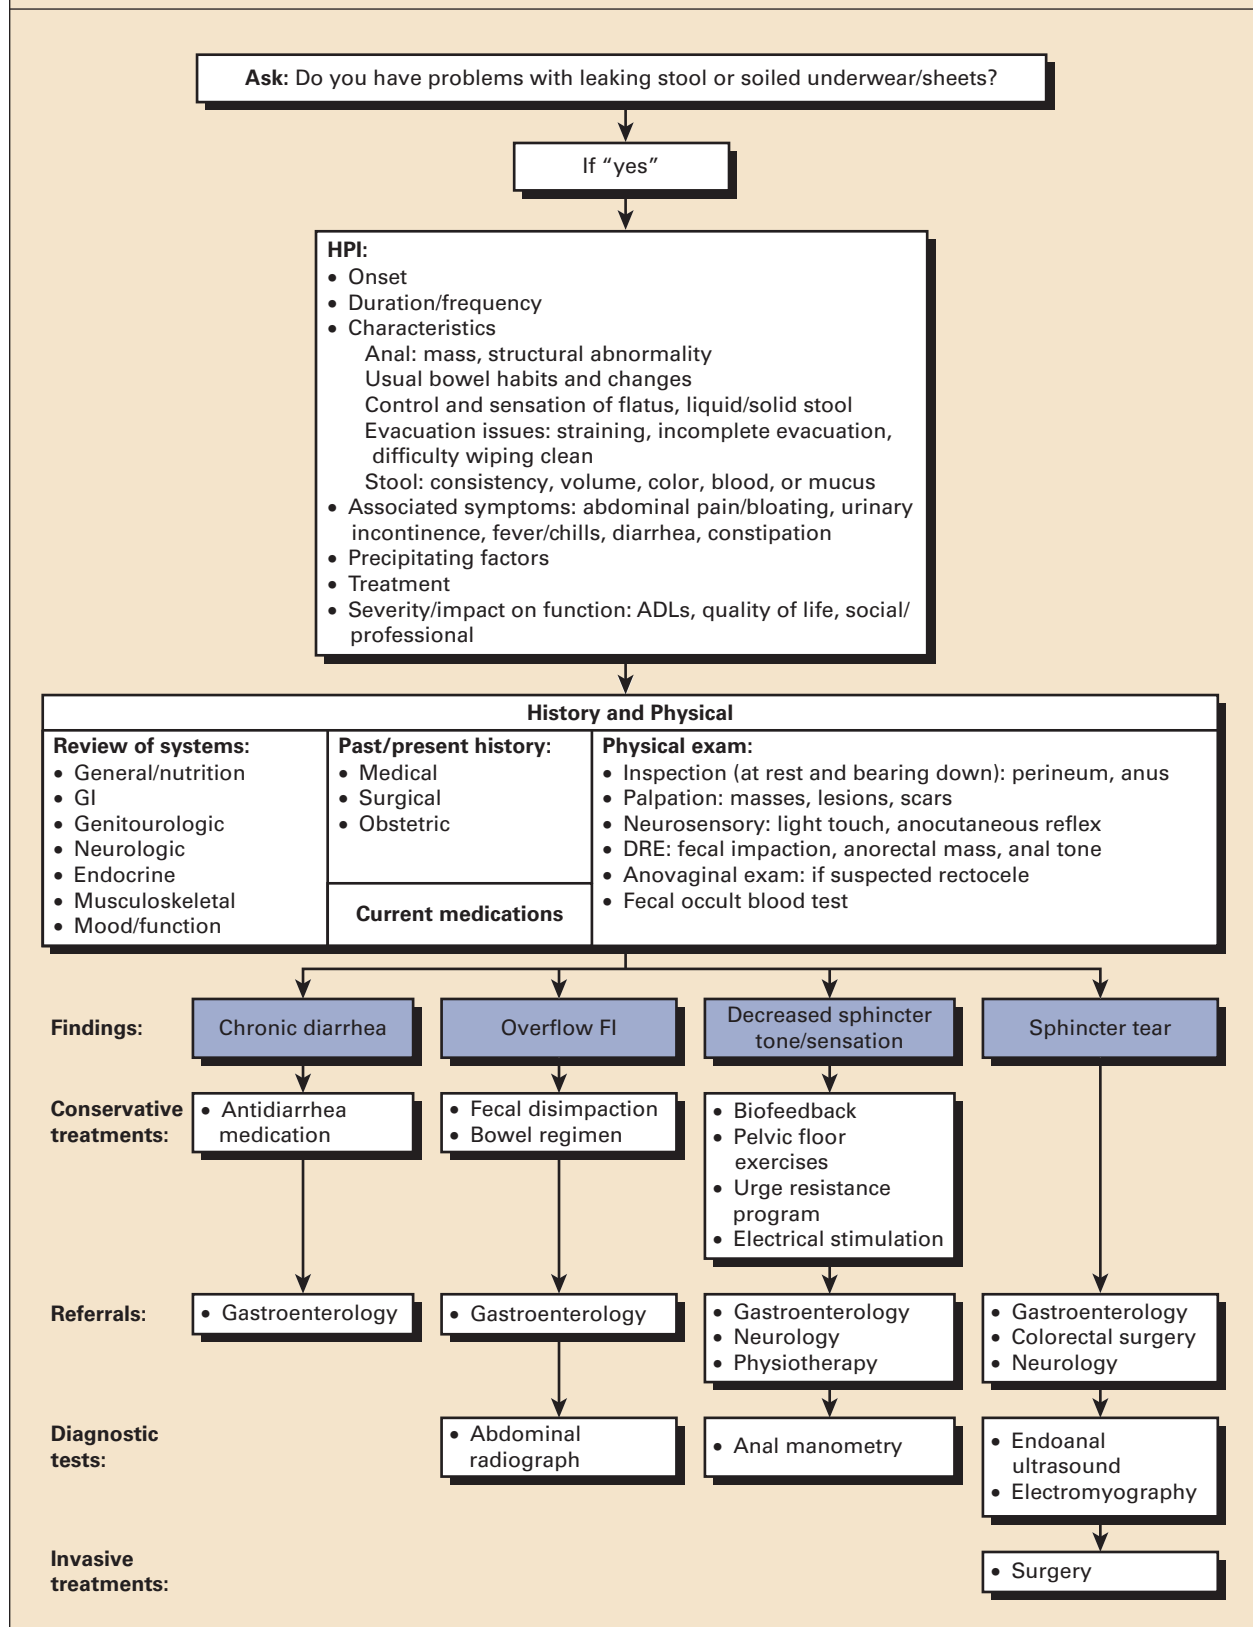 Ask: Do you have problems with leaking stool or soiled underwear/sheets?
If “yes”
HPI:
• Onset
• Duration/frequency
• Characteristics
Anal: mass, structural abnormality
Usual bowel habits and changes
Control and sensation of flatus, liquid/solid stool
Evacuation issues: straining, incomplete evacuation,
difficulty wiping clean
Stool: consistency, volume, color, blood, or mucus
• Associated symptoms: abdominal pain/bloating, urinary
incontinence, fever/chills, diarrhea, constipation
• Precipitating factors
• Treatment
• Severity/impact on function: ADLs, quality of life, social/
professional
History and Physical
Review of systems:
• General/nutrition
• GI
• Genitourologic
• Neurologic
• Endocrine
• Musculoskeletal
• Mood/function
Past/present history:
• Medical
• Surgical
• Obstetric
Current medications
Physical exam:
• Inspection (at rest and bearing down): perineum, anus
• Palpation: masses, lesions, scars
• Neurosensory: light touch, anocutaneous reflex
• DRE: fecal impaction, anorectal mass, anal tone
• Anovaginal exam: if suspected rectocele
• Fecal occult blood test
Findings:
Chronic diarrhea
Overflow FI
Decreased sphincter
tone/sensation
Sphincter tear
Conservative
treatments:
• Antidiarrhea
medication
• Fecal disimpaction
• Bowel regimen
• Biofeedback
• Pelvic floor
exercises
• Urge resistance
program
• Electrical stimulation
Referrals:
• Gastroenterology
• Gastroenterology
• Gastroenterology
• Neurology
• Physiotherapy
• Gastroenterology
• Colorectal surgery
• Neurology
Diagnostic
tests:
• Abdominal
radiograph
• Anal manometry
• Endoanal
ultrasound
• Electromyography
Invasive
treatments:
• Surgery